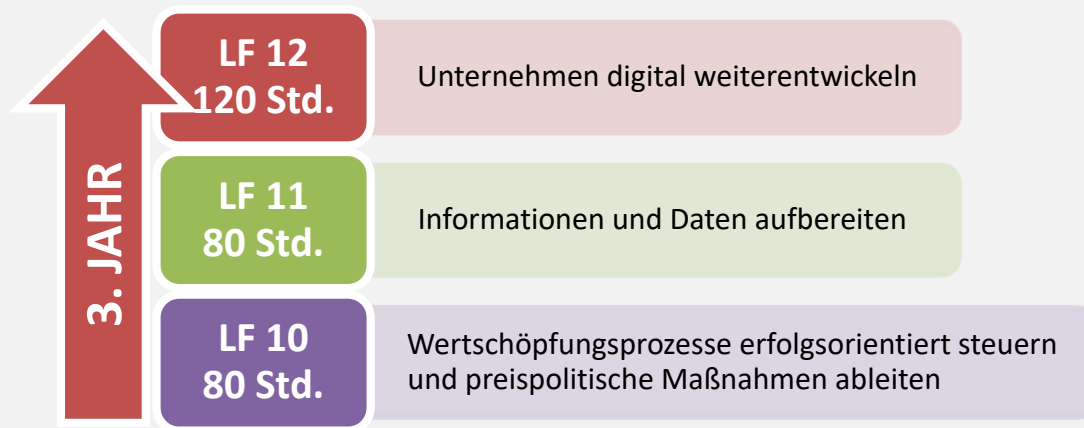 LF 12
120 Std.
Unternehmen digital weiterentwickeln
3. JAHR
LF 11
80 Std.
Informationen und Daten aufbereiten
LF 10
80 Std.
Wertschöpfungsprozesse erfolgsorientiert steuern
und preispolitische Maßnahmen ableiten